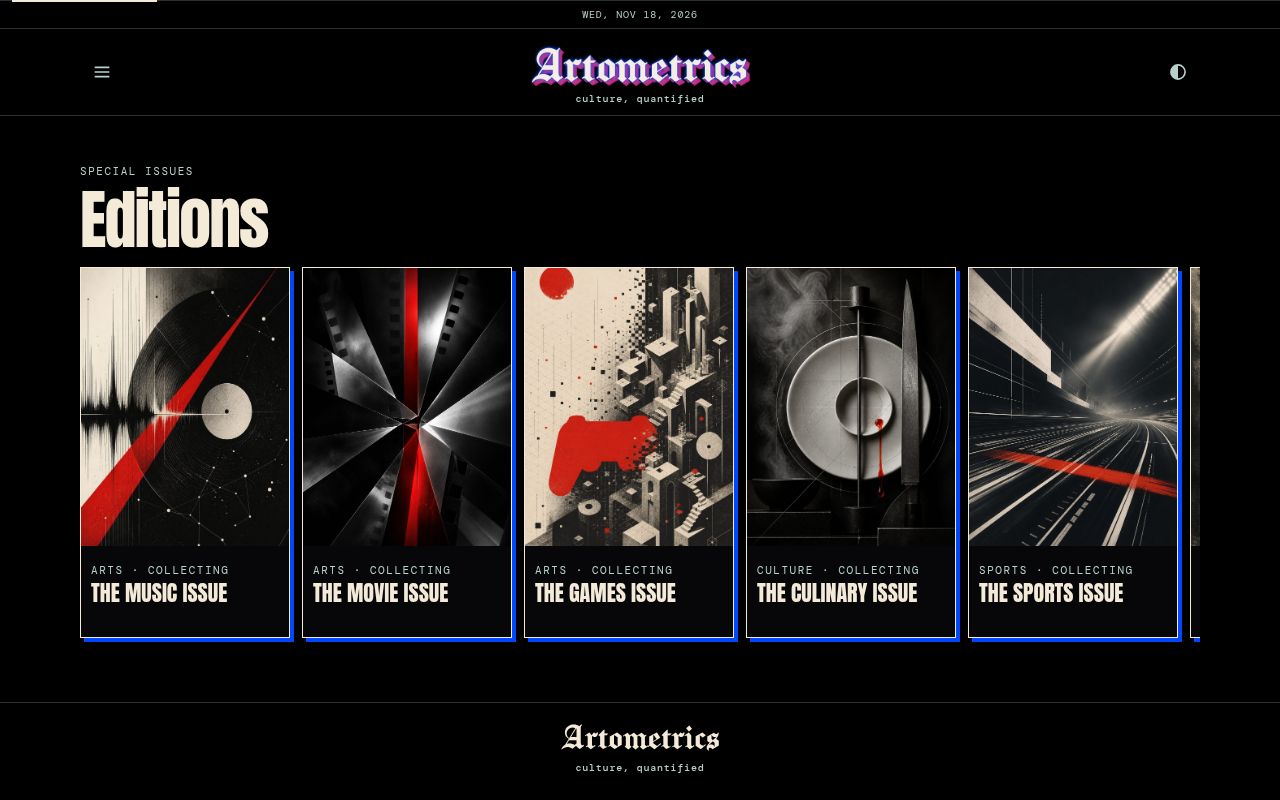 WED, NOV 18, 2026
Artometrics
culture, quantified
SPECIAL ISSUES
Editions
ARTS · COLLECTING
THE MUSIC ISSUE
ARTS · COLLECTING
THE MOVIE ISSUE
ARTS · COLLECTING
THE GAMES ISSUE
CULTURE · COLLECTING
THE CULINARY ISSUE
SPORTS · COLLECTING
THE SPORTS ISSUE
Artometrics
culture, quantified